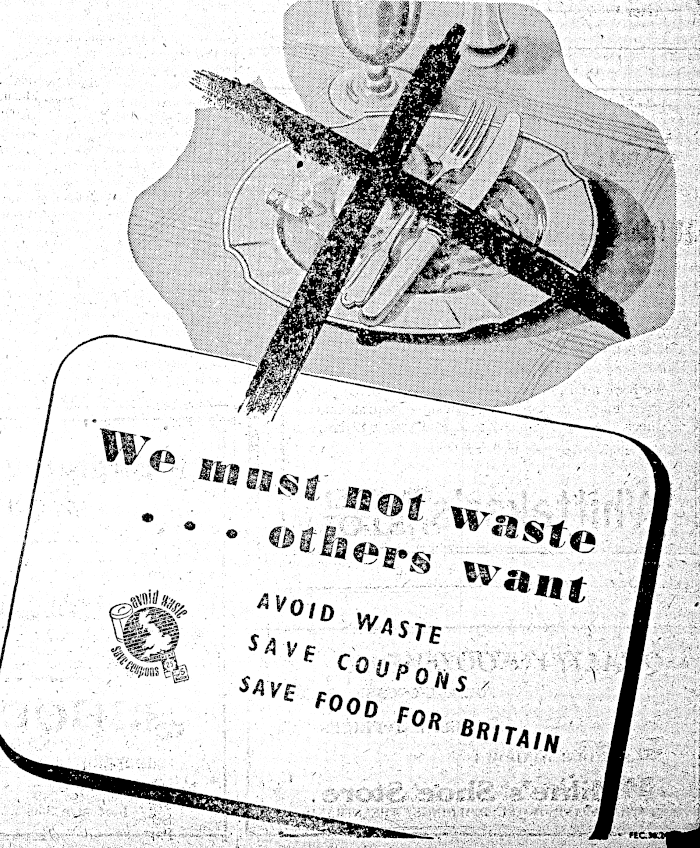 We must not waste
. . . others want
AVOID WASTE
SAVE COUPONS
SAVE FOOD FOR BRITAIN
avoid waste
save coupons